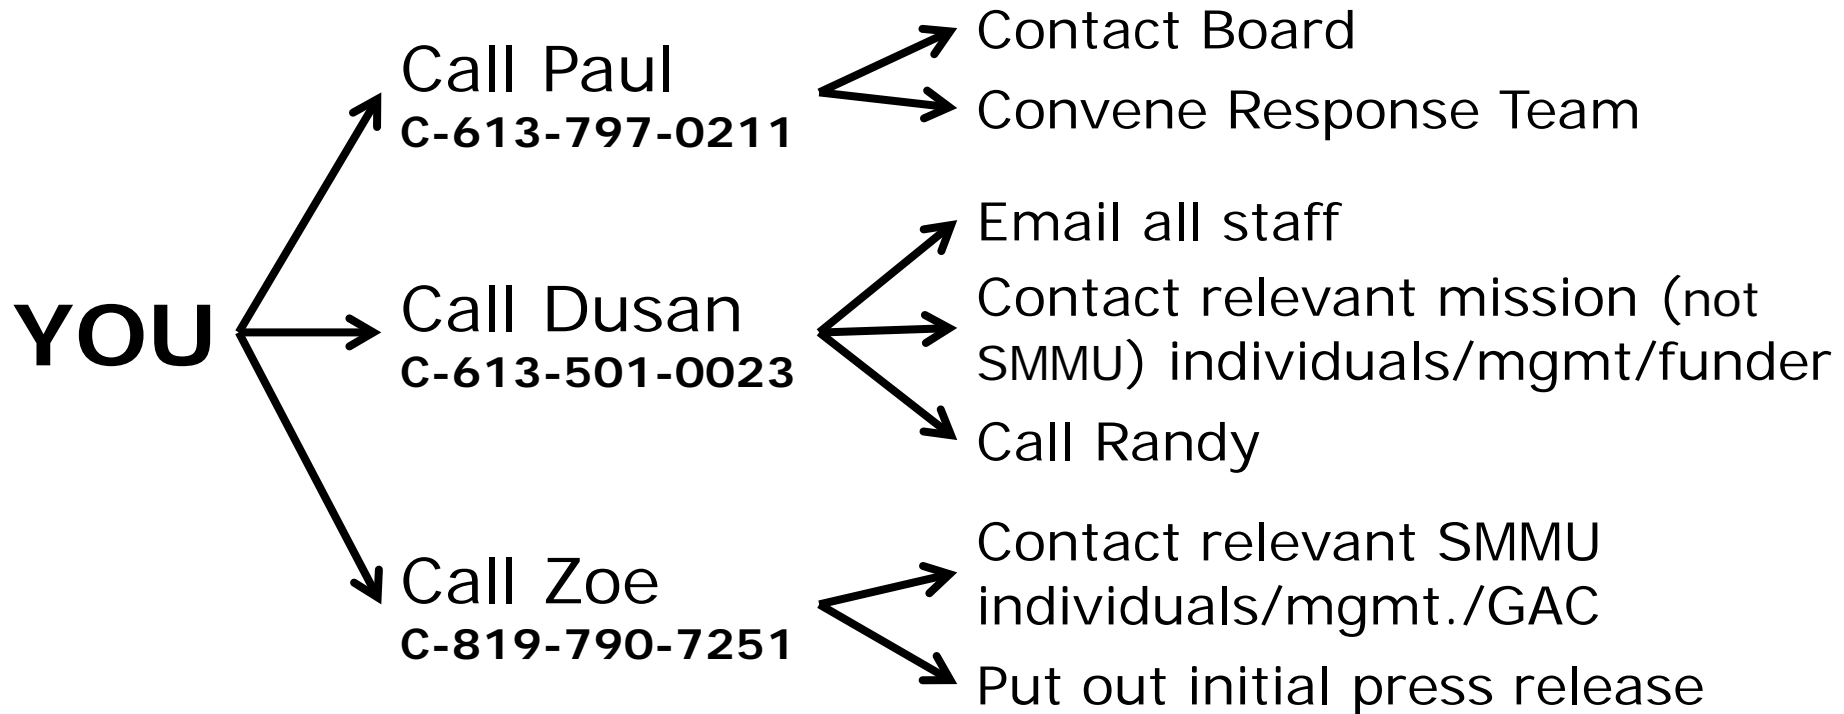 YOU
Call Paul
C-613-797-0211
Contact Board
Convene Response Team
Call Dusan
C-613-501-0023
Email all staff
Contact relevant mission (not
SMMU) individuals/mgmt/funder
Call Randy
Call Zoe
C-819-790-7251
Contact relevant SMMU
individuals/mgmt./GAC
Put out initial press release